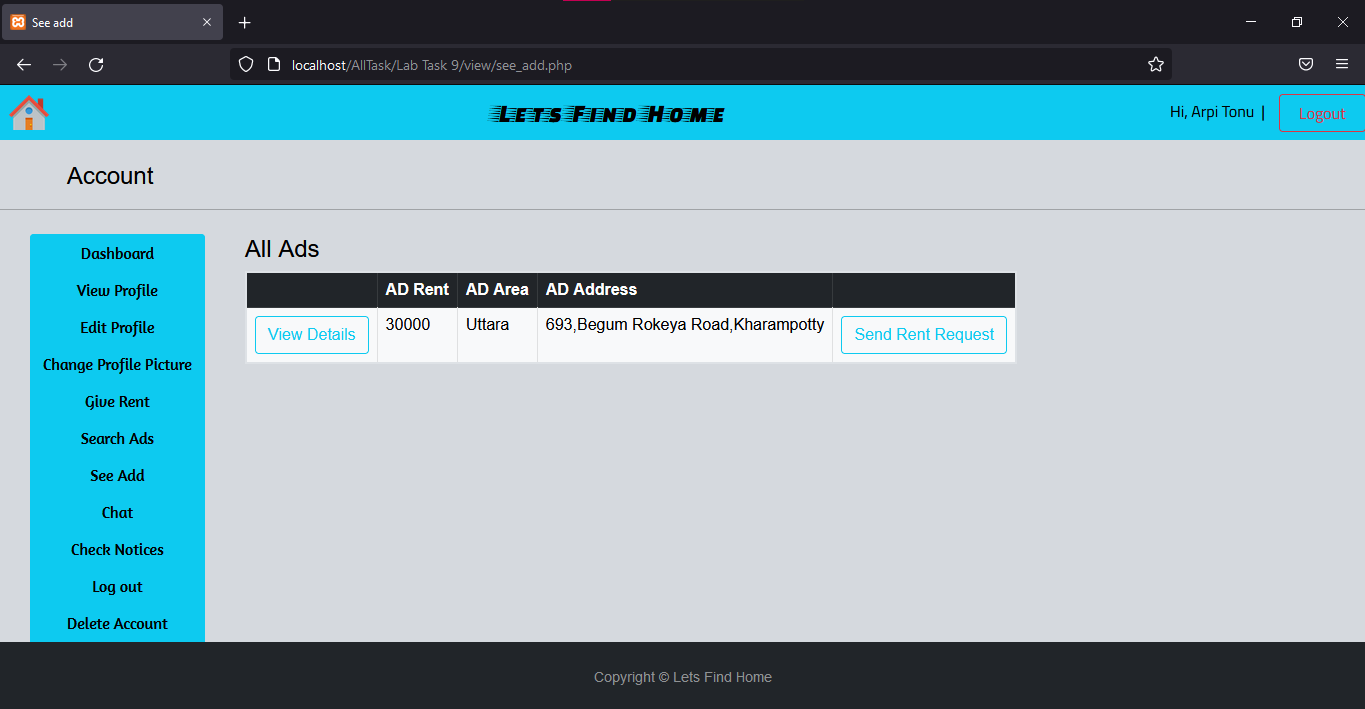 See add
localhost/AllTask/Lab Task 9/view/see_add.php
Lets Find Home
Hi, Arpi Tonu |
Logout
Account
Dashboard
View Profile
Edit Profile
Change Profile Picture
Give Rent
Search Ads
See Add
Chat
Check Notices
Log out
Delete Account
All Ads
AD Rent AD Area AD Address
View Details 30000 Uttara 693,Begum Rokeya Road,Kharampotty Send Rent Request
Copyright © Lets Find Home